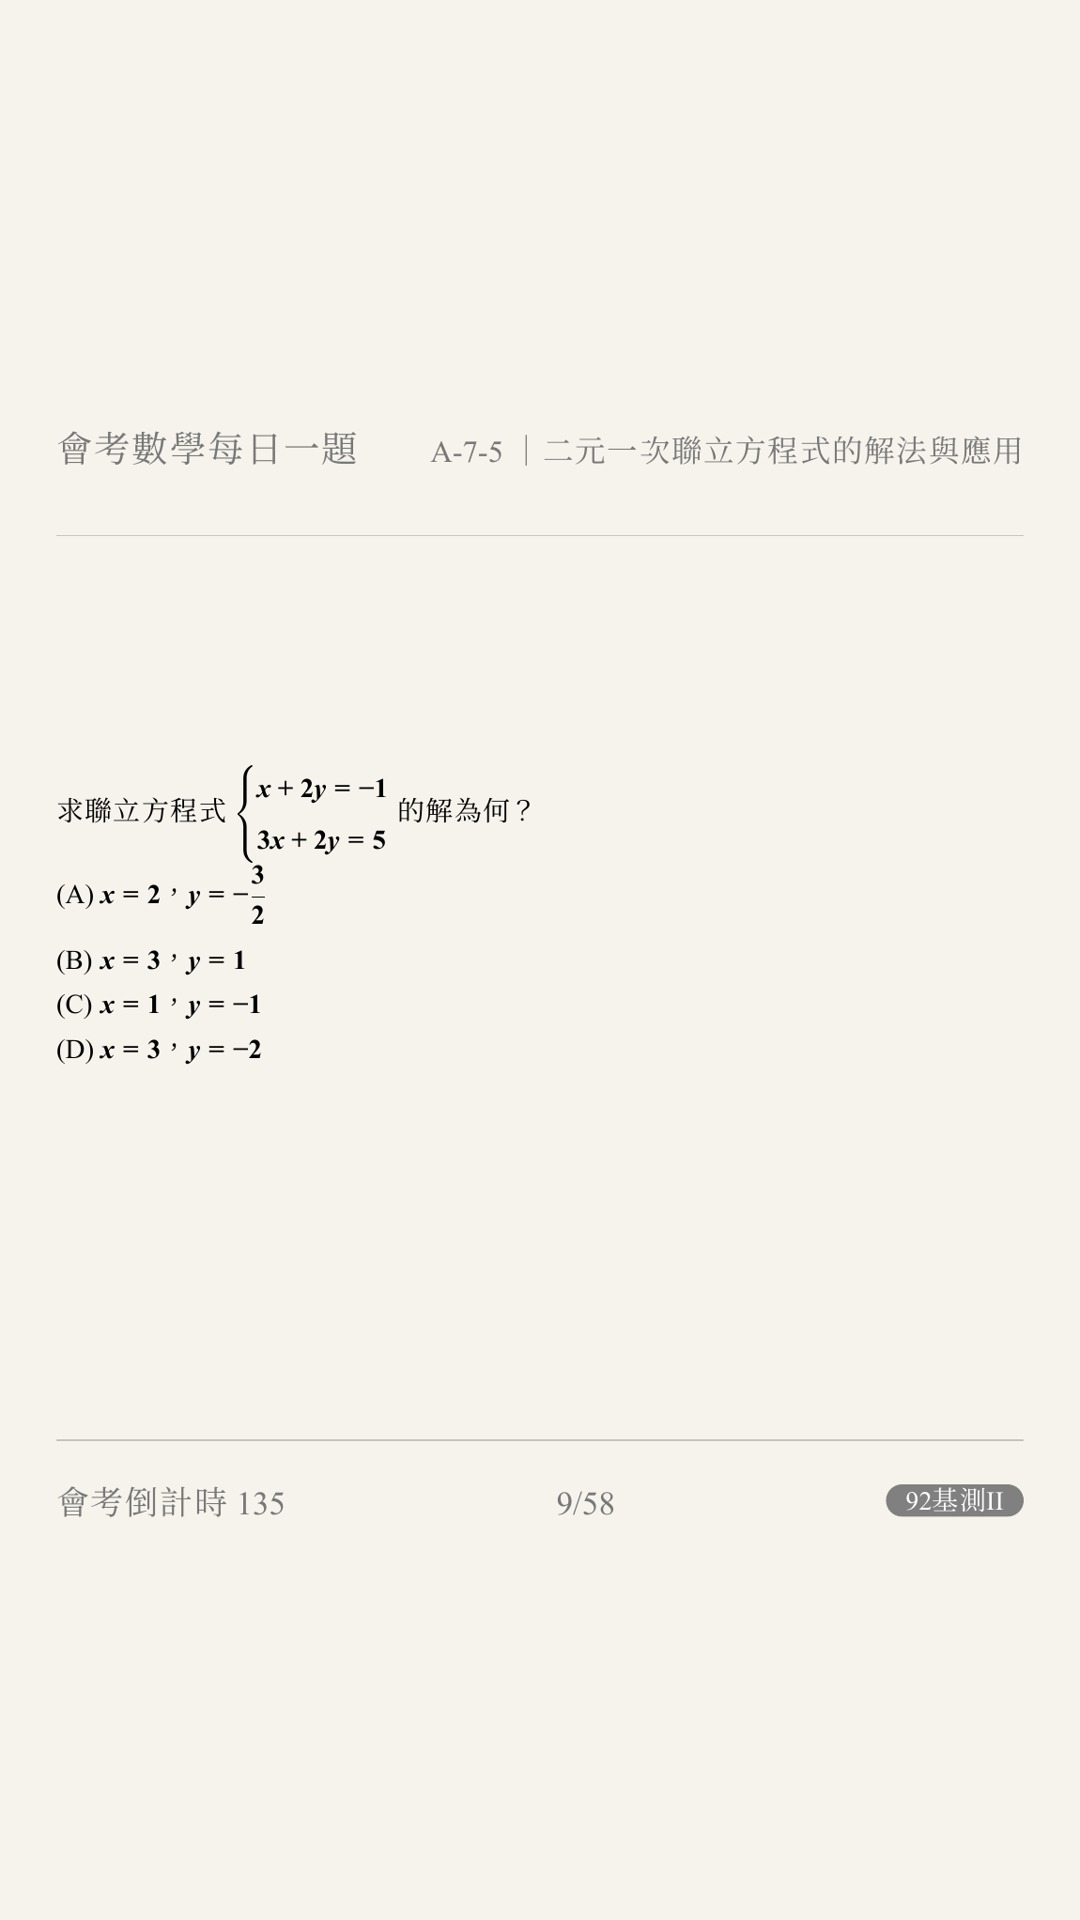 會考數學每日一題 A-7-5｜二元一次聯立方程式的解法與應用
求聯立方程式 { x + 2y = −1
3x + 2y = 5 的解為何？
(A) x = 2，y = −3/2
(B) x = 3，y = 1
(C) x = 1，y = −1
(D) x = 3，y = −2
會考倒計時 135 9/58 92基測II